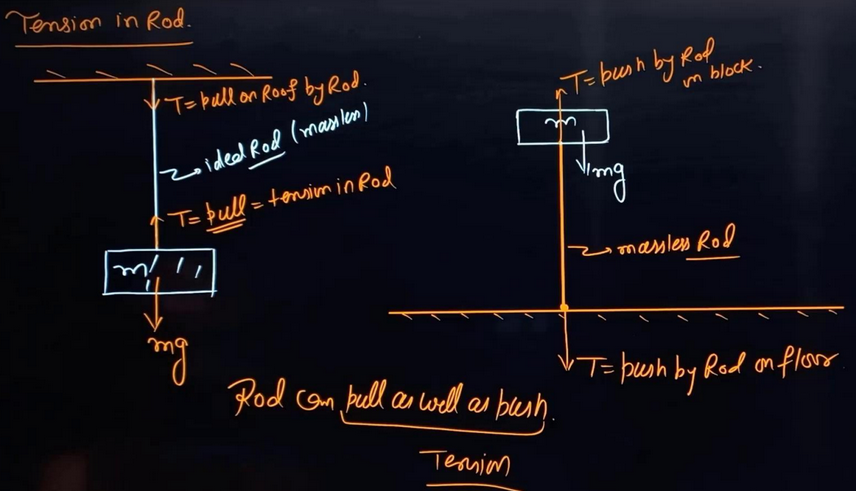 Tension in Rod.
T = pull on Roof by Rod.
ideal Rod (massless)
T = pull = tension in Rod
m
mg
T = push by Rod
on block.
m
mg
massless Rod
T = push by Rod on floor
Rod can pull as well as push.
Tension